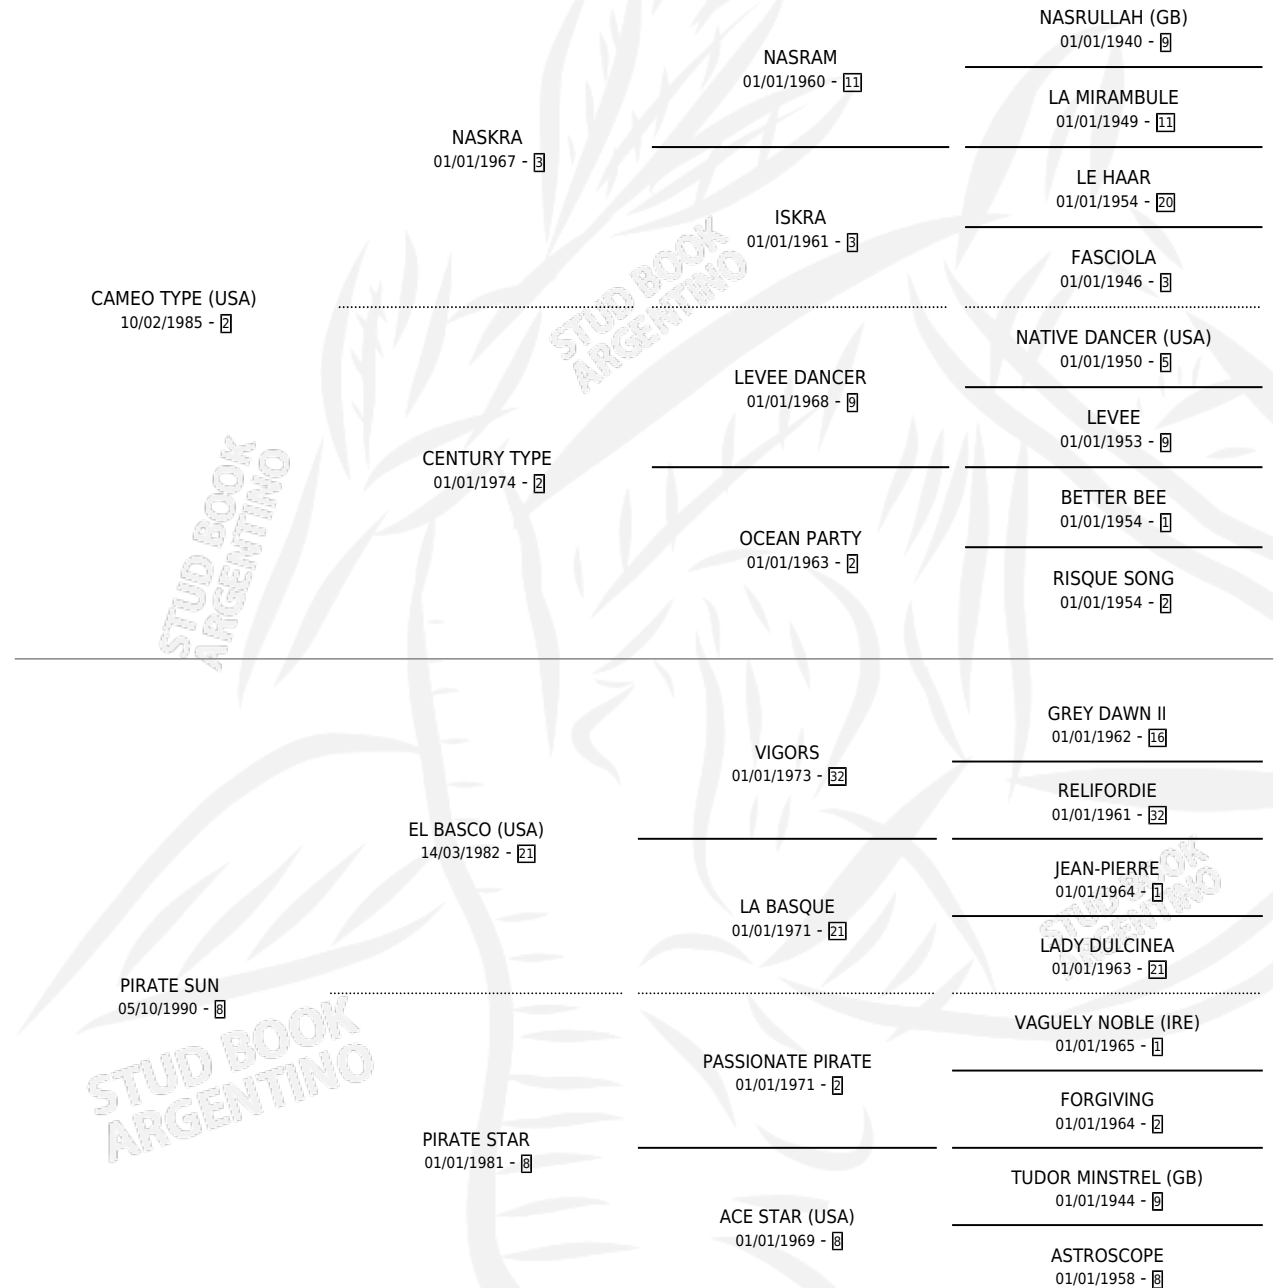 NASRULLAH (GB)
01/01/1940 - 9
NASRAM
01/01/1960 - 11
LA MIRAMBULE
01/01/1949 - 11
NASKRA
01/01/1967 - 3
LE HAAR
01/01/1954 - 20
ISKRA
01/01/1961 - 3
FASCIOLA
01/01/1946 - 3
CAMEO TYPE (USA)
10/02/1985 - 2
NATIVE DANCER (USA)
01/01/1950 - 5
LEVEE DANCER
01/01/1968 - 9
LEVEE
01/01/1953 - 9
CENTURY TYPE
01/01/1974 - 2
BETTER BEE
01/01/1954 - 1
OCEAN PARTY
01/01/1963 - 2
RISQUE SONG
01/01/1954 - 2
GREY DAWN II
01/01/1962 - 16
VIGORS
01/01/1973 - 32
RELIFORDIE
01/01/1961 - 32
EL BASCO (USA)
14/03/1982 - 21
JEAN-PIERRE
01/01/1964 - 1
LA BASQUE
01/01/1971 - 21
LADY DULCINEA
01/01/1963 - 21
PIRATE SUN
05/10/1990 - 8
VAGUELY NOBLE (IRE)
01/01/1965 - 1
PASSIONATE PIRATE
01/01/1971 - 2
FORGIVING
01/01/1964 - 2
PIRATE STAR
01/01/1981 - 8
TUDOR MINSTREL (GB)
01/01/1944 - 9
ACE STAR (USA)
01/01/1969 - 8
ASTROSCOPE
01/01/1958 - 8
STUD BOOK
ARGENTINO
STUD BOOK
ARGENTINO
STUD BOOK
ARGENTINO
STUD BOOK
ARGENTINO